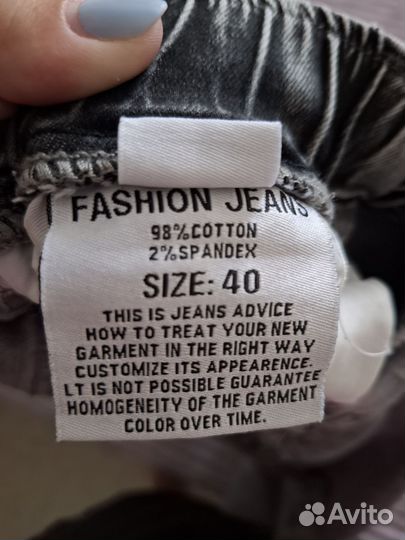 FASHION JEANS
98%COTTON
2%SPANDEX
SIZE: 40
THIS IS JEANS ADVICE
HOW TO TREAT YOUR NEW
GARMENT IN THE RIGHT WAY
CUSTOMIZE ITS APPEARENCE.
LT IS NOT POSSIBLE GUARANTEE
HOMOGENEITY OF THE GARMENT
COLOR OVER TIME.
Avito